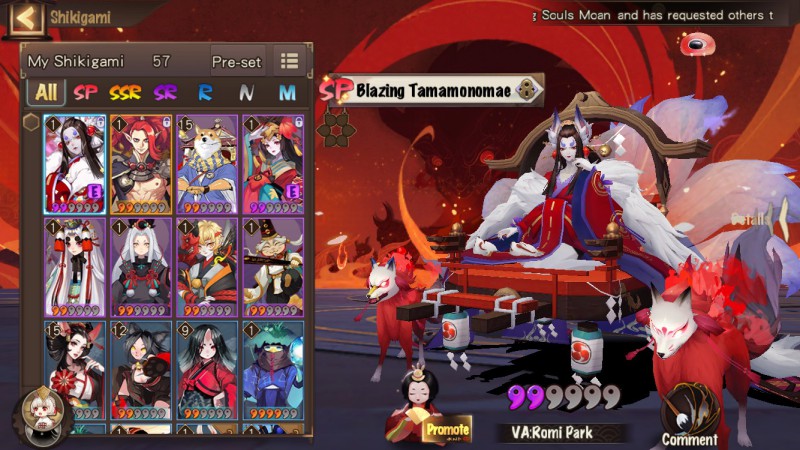 Shikigami
Souls Moan and has requested others t
My Shikigami 57 Pre-set
All SP SSR SR R N M
SP Blazing Tamamonomae
1 1 15 1
E E
1 1 1 1
15 12 9 1
Details
Promote
VA:Romi Park
Comment